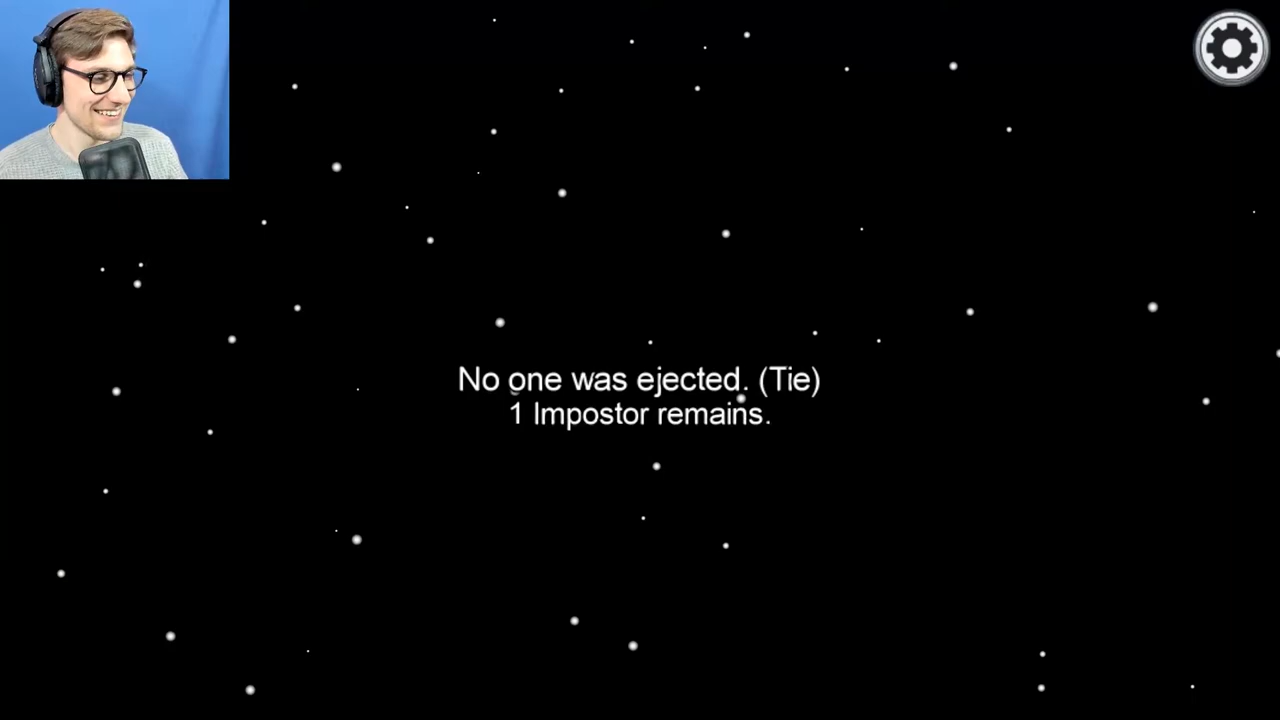 No one was ejected. (Tie)
1 Impostor remains.